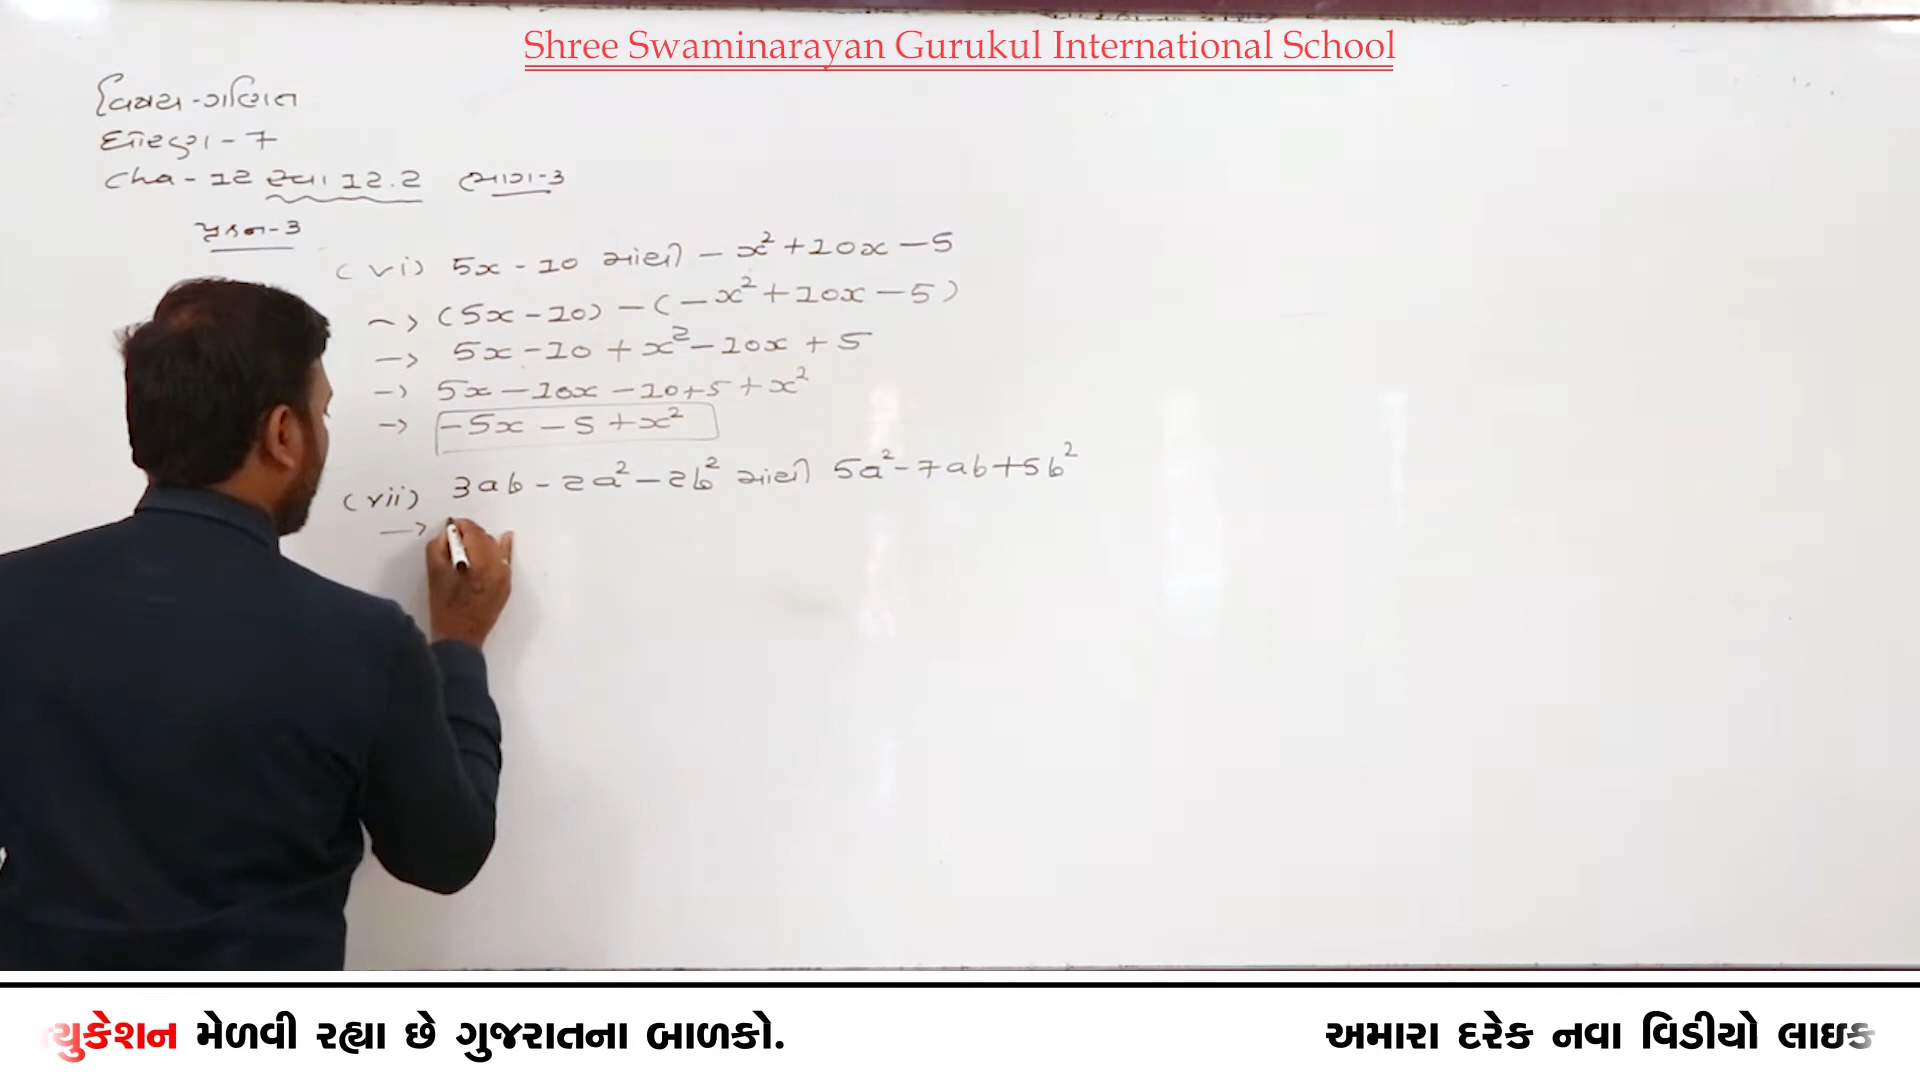 Shree Swaminarayan Gurukul International School
વિષય - ગણિત
ધોરણ - 7
Cha - 12 સ્વા 12.2 ભાગ-3
પ્રશ્ન-3
(vi) 5x - 10 માંથી - x² + 10x - 5
→ (5x - 10) - (- x² + 10x - 5)
→ 5x - 10 + x² - 10x + 5
→ 5x - 10x - 10 + 5 + x²
→ -5x - 5 + x²
(vii) 3ab - 2a² - 2b² માંથી 5a² - 7ab + 5b²
→
યુકેશન મેળવી રહ્યા છે ગુજરાતના બાળકો. અમારા દરેક નવા વિડીયો લાઇક